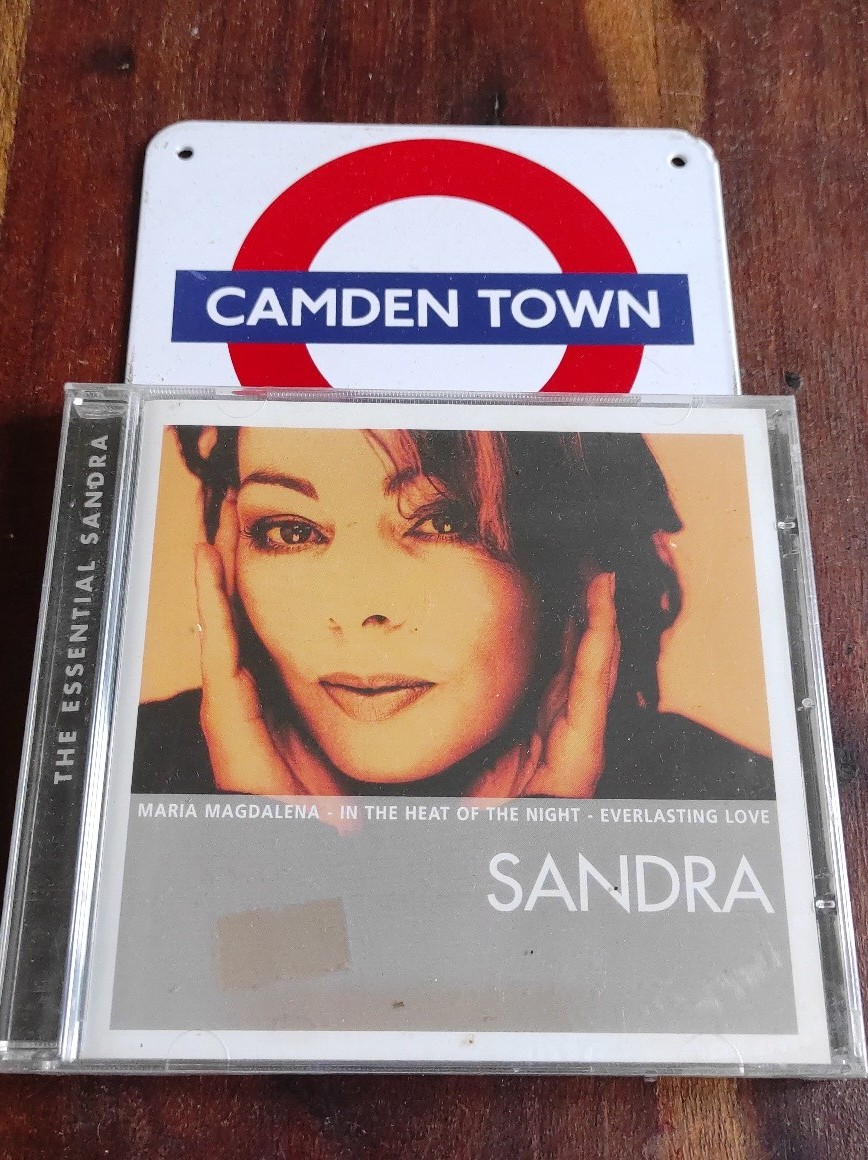 CAMDEN TOWN
THE ESSENTIAL SANDRA
MARIA MAGDALENA - IN THE HEAT OF THE NIGHT - EVERLASTING LOVE
SANDRA